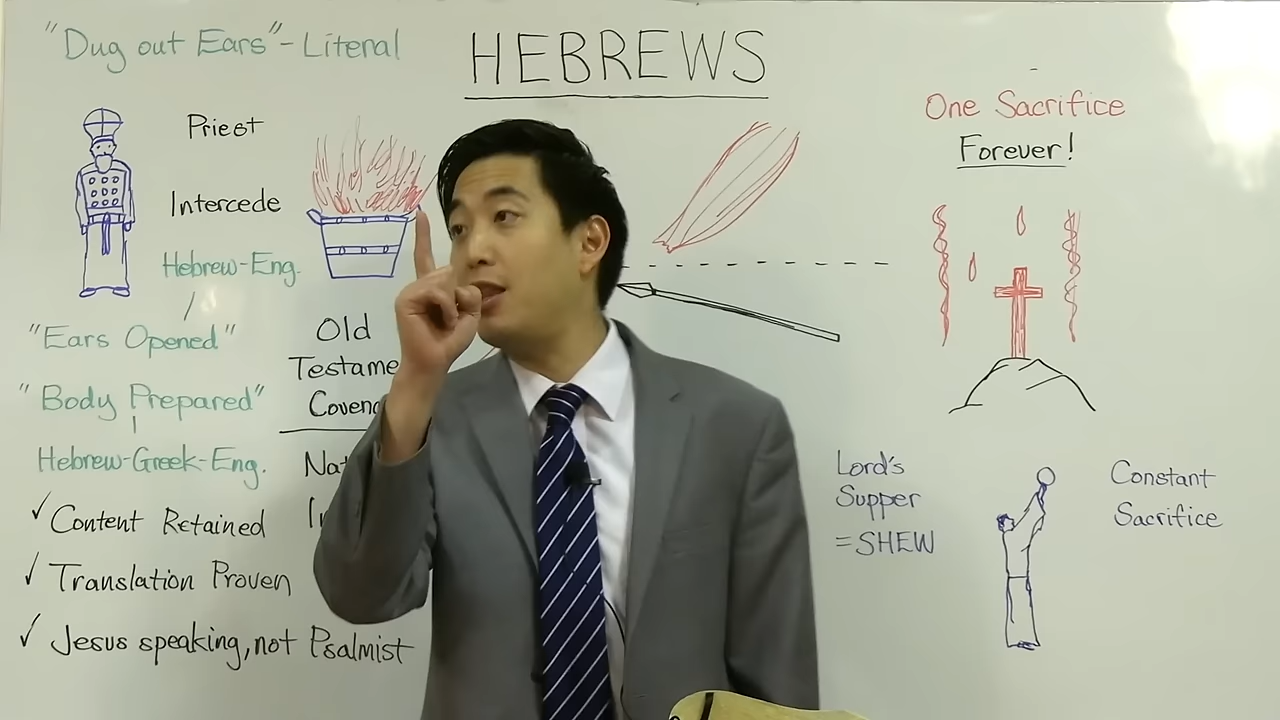 "Dug out Ears"-Literal
HEBREWS
Priest
Intercede
Hebrew-Eng.
"Ears Opened"
"Body Prepared"
Hebrew-Greek-Eng.
✓ Content Retained
✓ Translation Proven
✓ Jesus speaking, not Psalmist
Old
One Sacrifice
Forever!
Lord's
Supper
=SHEW
Constant
Sacrifice